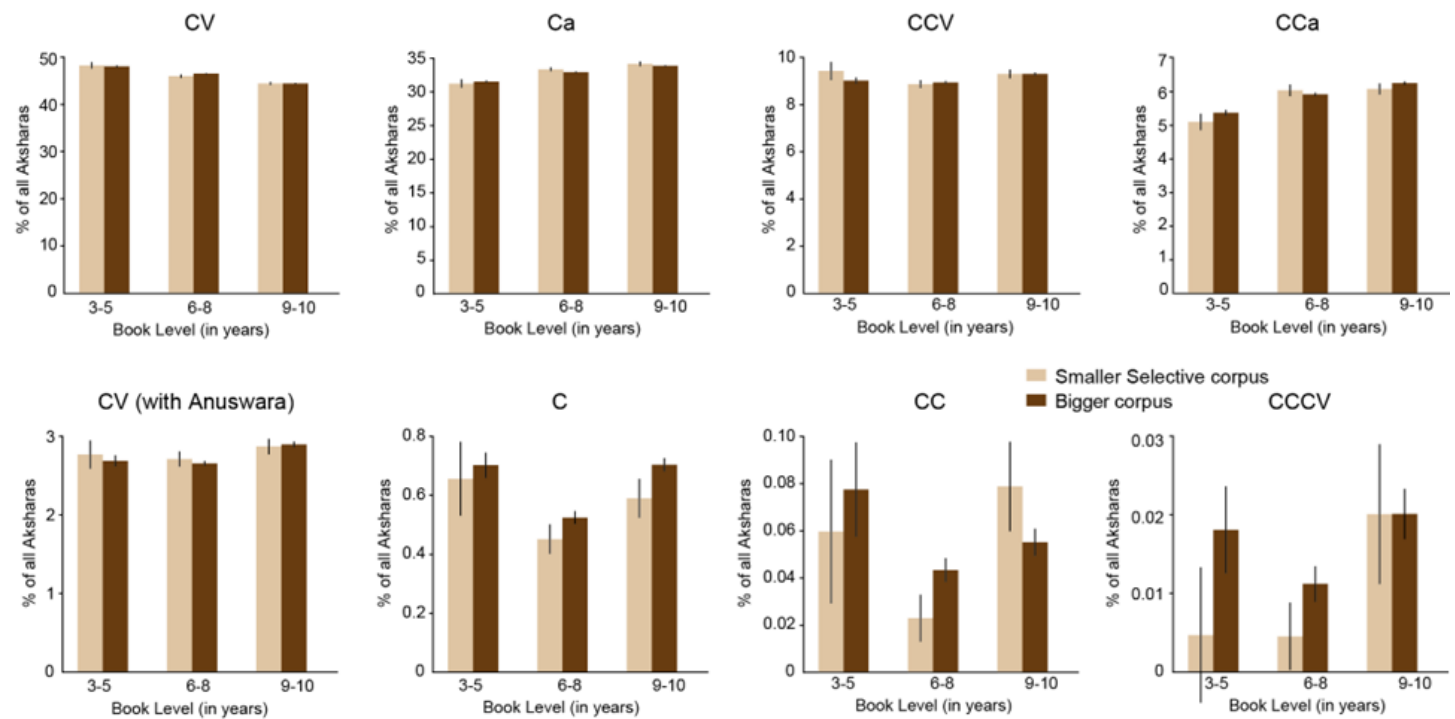 CV
% of all Aksharas
50
40
30
20
10
0
3-5
6-8
9-10
Book Level (in years)
Ca
% of all Aksharas
35
30
25
20
15
10
5
0
3-5
6-8
9-10
Book Level (in years)
CCV
% of all Aksharas
10
8
6
4
2
0
3-5
6-8
9-10
Book Level (in years)
CCa
% of all Aksharas
7
6
5
4
3
2
1
0
3-5
6-8
9-10
Book Level (in years)
Smaller Selective corpus
Bigger corpus
CV (with Anuswara)
% of all Aksharas
3
2
1
0
3-5
6-8
9-10
Book Level (in years)
C
% of all Aksharas
0.8
0.6
0.4
0.2
0
3-5
6-8
9-10
Book Level (in years)
CC
% of all Aksharas
0.10
0.08
0.06
0.04
0.02
0
3-5
6-8
9-10
Book Level (in years)
CCCV
% of all Aksharas
0.03
0.02
0.01
0
3-5
6-8
9-10
Book Level (in years)